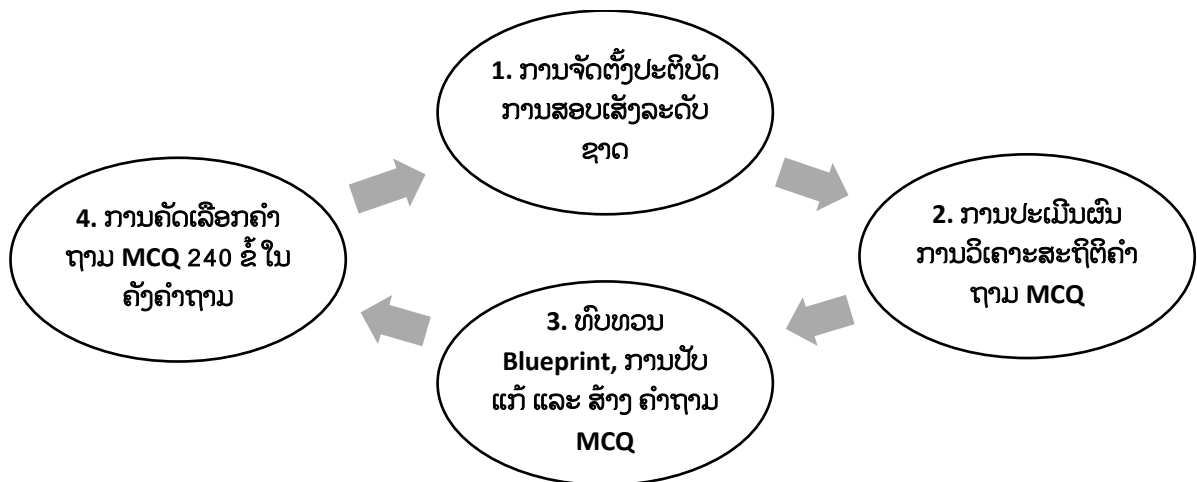 1. ການຈັດຕັ້ງປະຕິບັດ
ການສອບເສັງລະດັບ
ຊາດ
2. ການປະເມີນຜົນ
ການວິເຄາະສະຖິຕິຄຳ
ຖາມ MCQ
3. ທົບທວນ
Blueprint, ການປັບ
ແກ້ ແລະ ສ້າງ ຄຳຖາມ
MCQ
4. ການຄັດເລືອກຄຳ
ຖາມ MCQ 240 ຂໍ້ ໃນ
ຄັງຄຳຖາມ